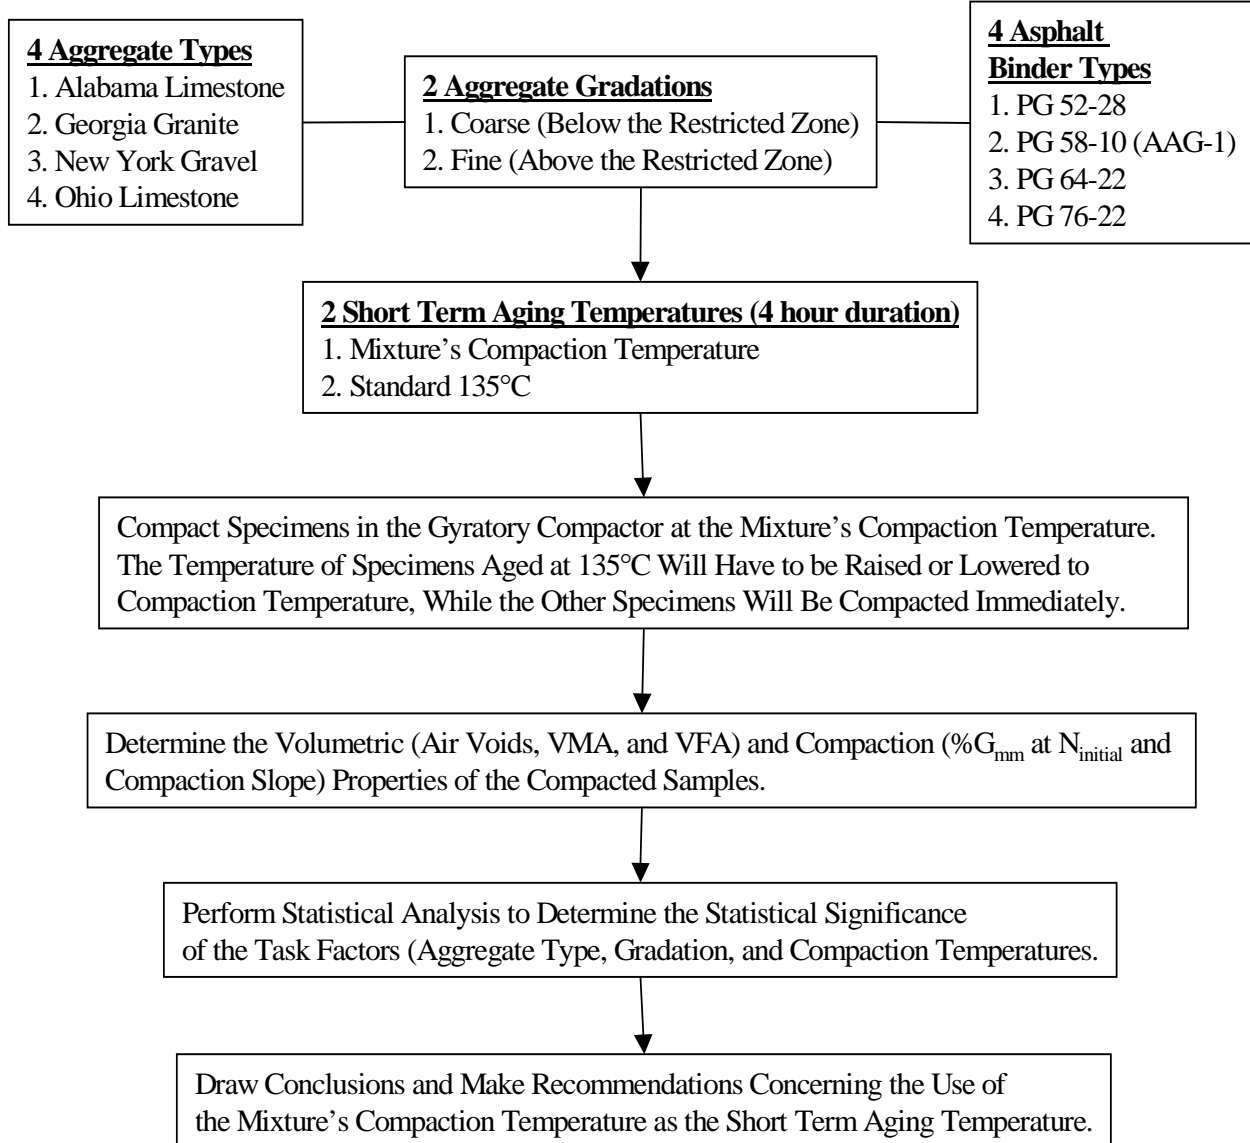 4 Aggregate Types
1. Alabama Limestone
2. Georgia Granite
3. New York Gravel
4. Ohio Limestone
2 Aggregate Gradations
1. Coarse (Below the Restricted Zone)
2. Fine (Above the Restricted Zone)
4 Asphalt
Binder Types
1. PG 52-28
2. PG 58-10 (AAG-1)
3. PG 64-22
4. PG 76-22
2 Short Term Aging Temperatures (4 hour duration)
1. Mixture's Compaction Temperature
2. Standard 135°C
Compact Specimens in the Gyratory Compactor at the Mixture's Compaction Temperature.
The Temperature of Specimens Aged at 135°C Will Have to be Raised or Lowered to
Compaction Temperature, While the Other Specimens Will Be Compacted Immediately.
Determine the Volumetric (Air Voids, VMA, and VFA) and Compaction (%Gmm at Ninitial and
Compaction Slope) Properties of the Compacted Samples.
Perform Statistical Analysis to Determine the Statistical Significance
of the Task Factors (Aggregate Type, Gradation, and Compaction Temperatures.
Draw Conclusions and Make Recommendations Concerning the Use of
the Mixture's Compaction Temperature as the Short Term Aging Temperature.